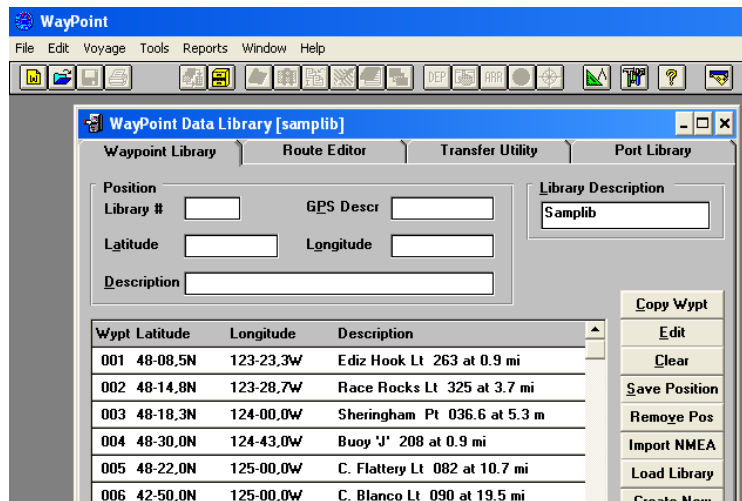 WayPoint
File Edit Voyage Tools Reports Window Help
DEP ARR
WayPoint Data Library [samplib]
Waypoint Library Route Editor Transfer Utility Port Library
Position
Library # GPS Descr
Library Description
Samplib
Latitude Longitude
Description
Copy Wypt
Edit
Clear
Save Position
Remove Pos
Import NMEA
Load Library
Create New
Wypt Latitude Longitude Description
001 48-08,5N 123-23,3W Ediz Hook Lt 263 at 0.9 mi
002 48-14,8N 123-28,7W Race Rocks Lt 325 at 3.7 mi
003 48-18,3N 124-00,0W Sheringham Pt 036.6 at 5.3 m
004 48-30,0N 124-43,0W Buoy 'J' 208 at 0.9 mi
005 48-22,0N 125-00,0W C. Flattery Lt 082 at 10.7 mi
006 42-50,0N 125-00,0W C. Blanco Lt 090 at 19.5 mi